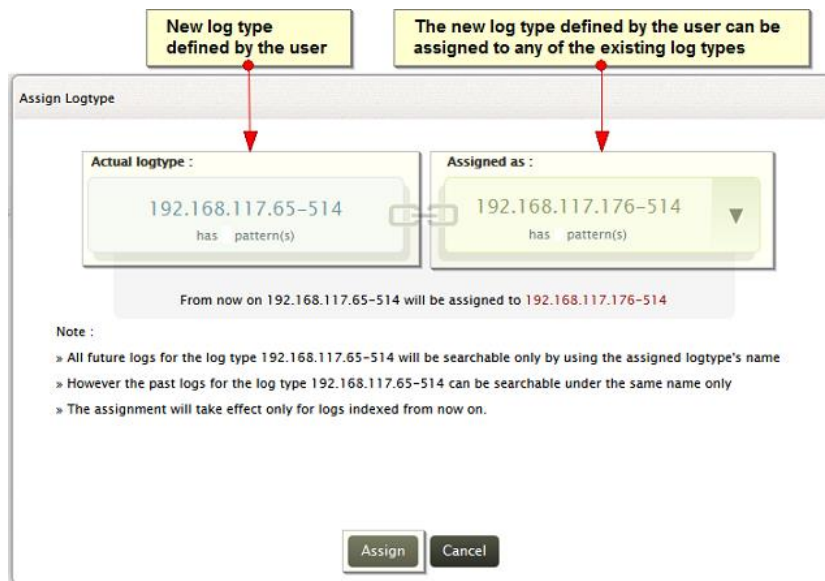 New log type
defined by the user
The new log type defined by the user can be
assigned to any of the existing log types
Assign Logtype
Actual logtype :
Assigned as :
192.168.117.65-514
has pattern(s)
192.168.117.176-514
has pattern(s)
From now on 192.168.117.65-514 will be assigned to 192.168.117.176-514
Note :
» All future logs for the log type 192.168.117.65-514 will be searchable only by using the assigned logtype's name
» However the past logs for the log type 192.168.117.65-514 can be searchable under the same name only
» The assignment will take effect only for logs indexed from now on.
Assign
Cancel